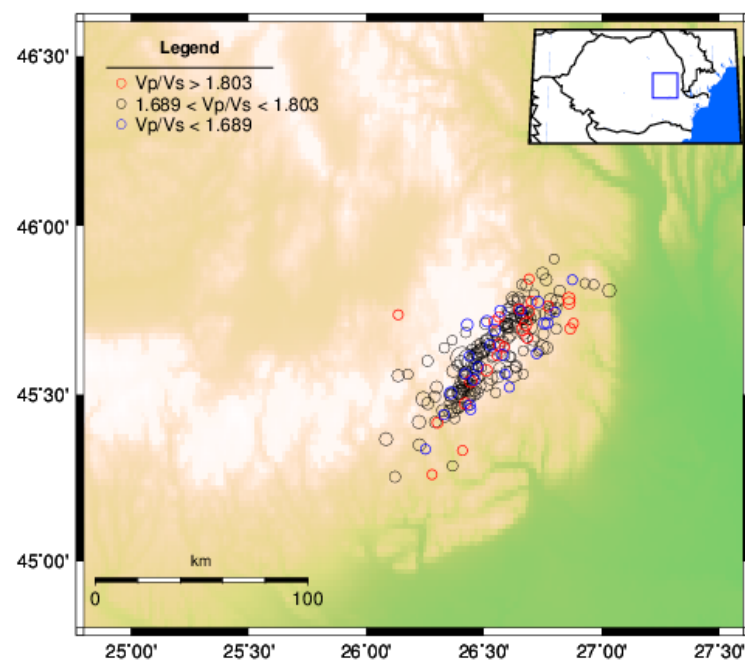 46°30'
46°00'
45°30'
45°00'
Legend
Vp/Vs > 1.803
1.689 < Vp/Vs < 1.803
Vp/Vs < 1.689
km
0 100
25°00' 25°30' 26°00' 26°30' 27°00' 27°30'